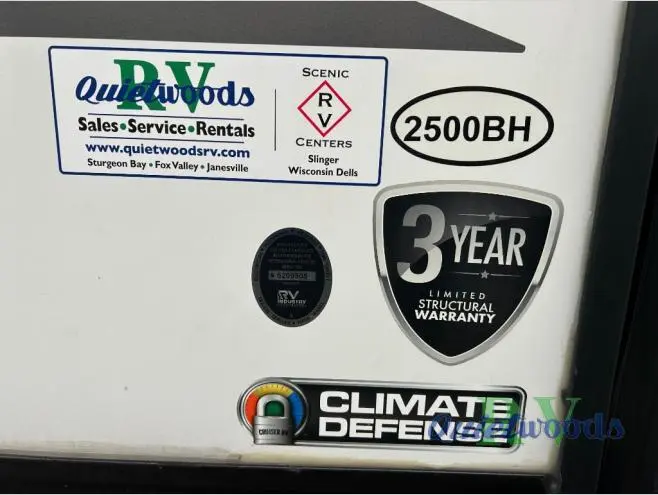 RV
Quietwoods
Sales•Service•Rentals
www.quietwoodsrv.com
Sturgeon Bay • Fox Valley • Janesville
SCENIC
R
V
CENTERS
Slinger
Wisconsin Dells
2500BH
3 YEAR
LIMITED
STRUCTURAL
WARRANTY
RV
INDUSTRY
CRUISER RV
CLIMATE
DEFENSE
RV
Quietwoods